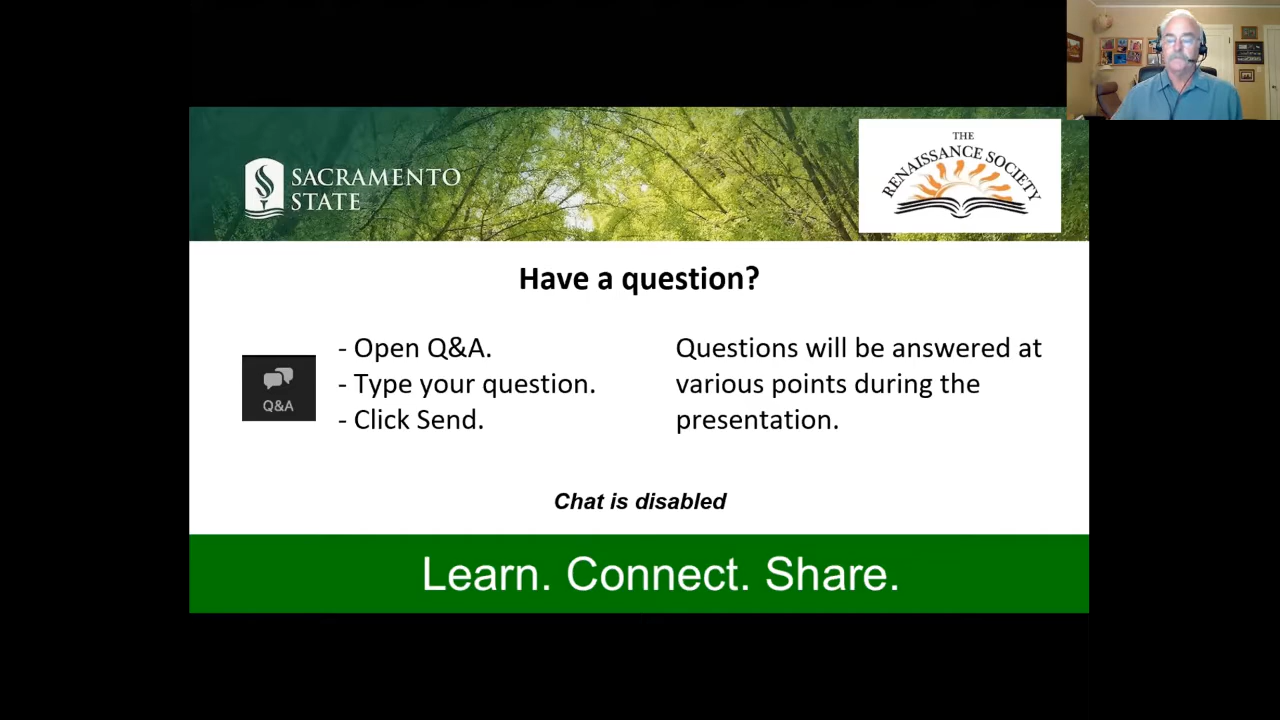 SACRAMENTO
STATE
THE
RENAISSANCE SOCIETY
Have a question?
Q&A
- Open Q&A.
- Type your question.
- Click Send.
Questions will be answered at
various points during the
presentation.
Chat is disabled
Learn. Connect. Share.